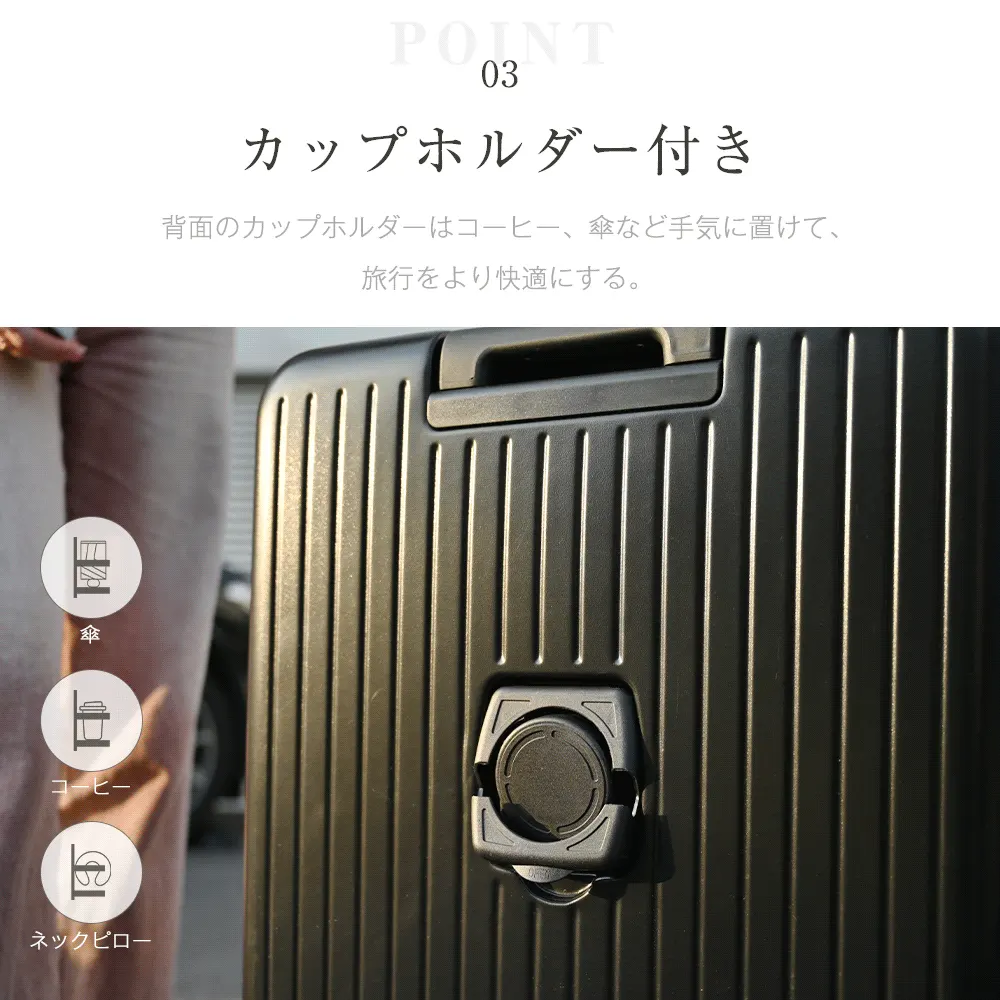 POINT
03
カップホルダー付き
背面のカップホルダーはコーヒー、傘など手気に置けて、
旅行をより快適にする。
傘
コーヒー
ネックピロー
OPEN